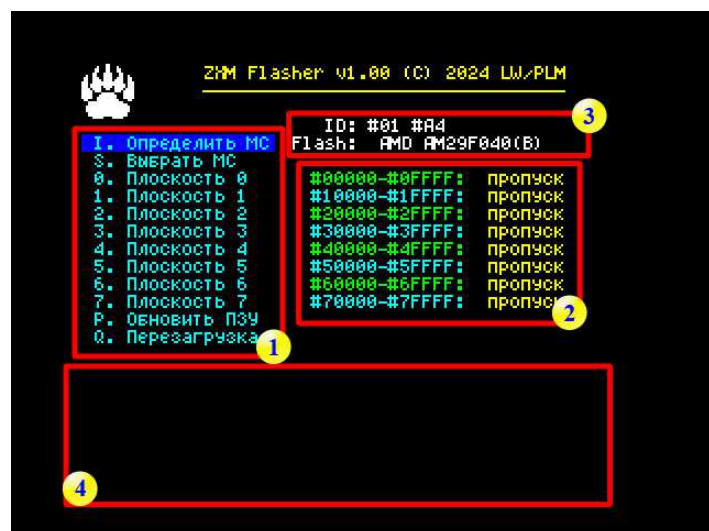 ZXM Flasher v1.00 (C) 2024 LW/PLM
ID: #01 #A4
Flash: AMD AM29F040(B)
3
I. Определить МС
S. Выбрать МС
0. Плоскость 0
1. Плоскость 1
2. Плоскость 2
3. Плоскость 3
4. Плоскость 4
5. Плоскость 5
6. Плоскость 6
7. Плоскость 7
P. Обновить ПЗУ
Q. Перезагрузка
1
#00000-#0FFFF: пропуск
#10000-#1FFFF: пропуск
#20000-#2FFFF: пропуск
#30000-#3FFFF: пропуск
#40000-#4FFFF: пропуск
#50000-#5FFFF: пропуск
#60000-#6FFFF: пропуск
#70000-#7FFFF: пропуск
2
4